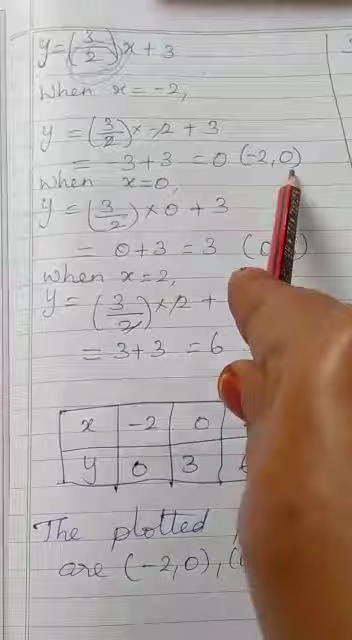 y = (3/2) x + 3
When x = -2,
y = (3/2) × -2 + 3
= 3 + 3 = 0 (-2, 0)
when x = 0,
y = (3/2) × 0 + 3
= 0 + 3 = 3 (0
when x = 2,
y = (3/2) × 2 +
= 3 + 3 = 6
x -2 0
y 0 3
The plotted
are (-2, 0), (